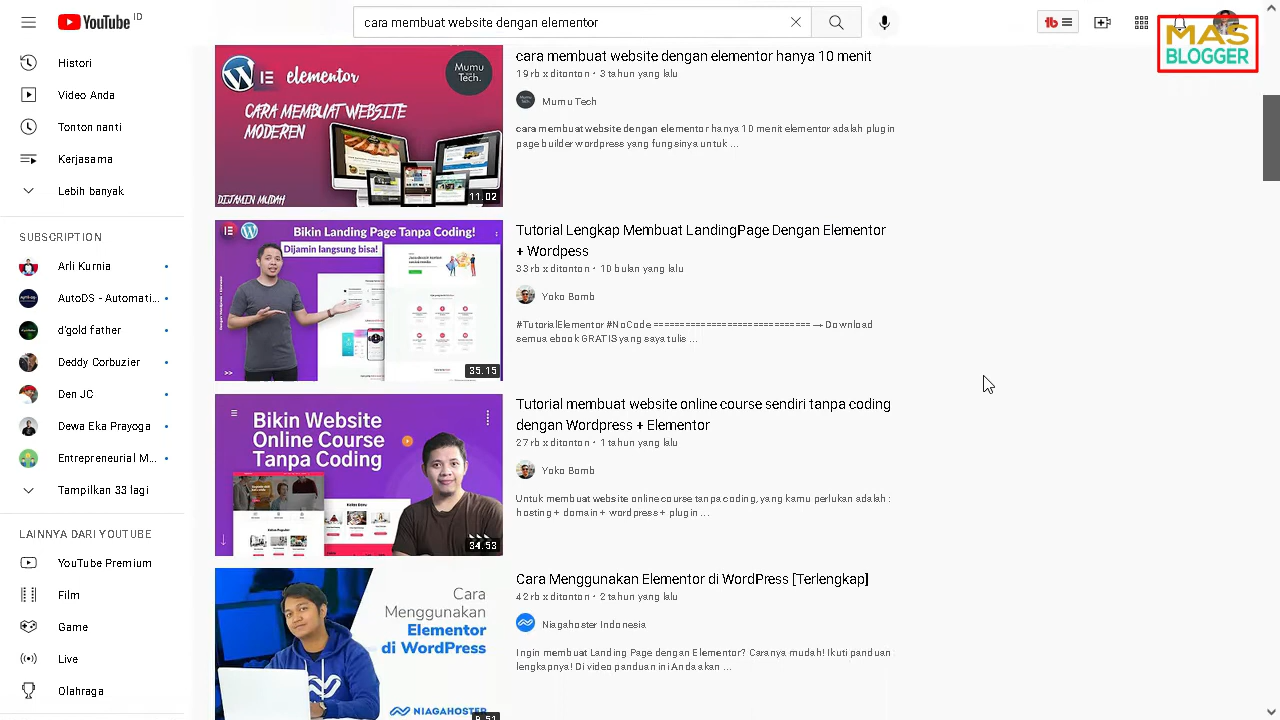 YouTube ID
cara membuat website dengan elementor
MAS
BLOGGER
Histori
Video Anda
Tonton nanti
Kerjasama
Lebih banyak
SUBSCRIPTION
Adi Kurnia
d'gold farm
Deddy Corbuzier
Den JC
Dewa Eka Prayoga
Entrepreneurial M...
Tampilkan 33 lagi
LAINNYA DARI YOUTUBE
YouTube Premium
Film
Game
Live
Olahraga
elementor
Mumu
Tech.
CARA MEMBUAT WEBSITE
MODEREN
DIJAMIN MUDAH
11.02
membuat website dengan elementor hanya 10 menit
ditonton • 3 tahun yang lalu
Mumu Tech
cara membuat website dengan elementor hanya 10 menit elementor adalah plugin
page builder wordpress yang fungsinya untuk ...
Bikin Landing Page Tanpa Coding!
Dijamin langsung bisa!
>>
35.15
Tutorial Lengkap Membuat LandingPage Dengan Elementor
+ Wordpress
33 rb x ditonton • 10 bulan yang lalu
Yoko Bomb
#TutorialElementor #NoCode
semua ebook GRATIS yang saya tulis
Bikin Website
Online Course
Tanpa Coding
34.53
Tutorial membuat website online course sendiri tanpa coding
dengan Wordpress + Elementor
27 rb x ditonton • 1 tahun yang lalu
Yoko Bomb
Untuk membuat website online course tanpa coding, yang kamu perlukan adalah :
hosting + domain + wordpress +
Cara
Menggunakan
Elementor
di WordPress
NIAGAHOSTER
Cara Menggunakan Elementor di WordPress [Terlengkap]
42 rb x ditonton • 2 tahun yang lalu
Niagahoster Indonesia
Ingin membuat Landing Page dengan Elementor? Caranya mudah! Ikuti panduan
lengkapnya! Di video panduan ini Anda akan ...